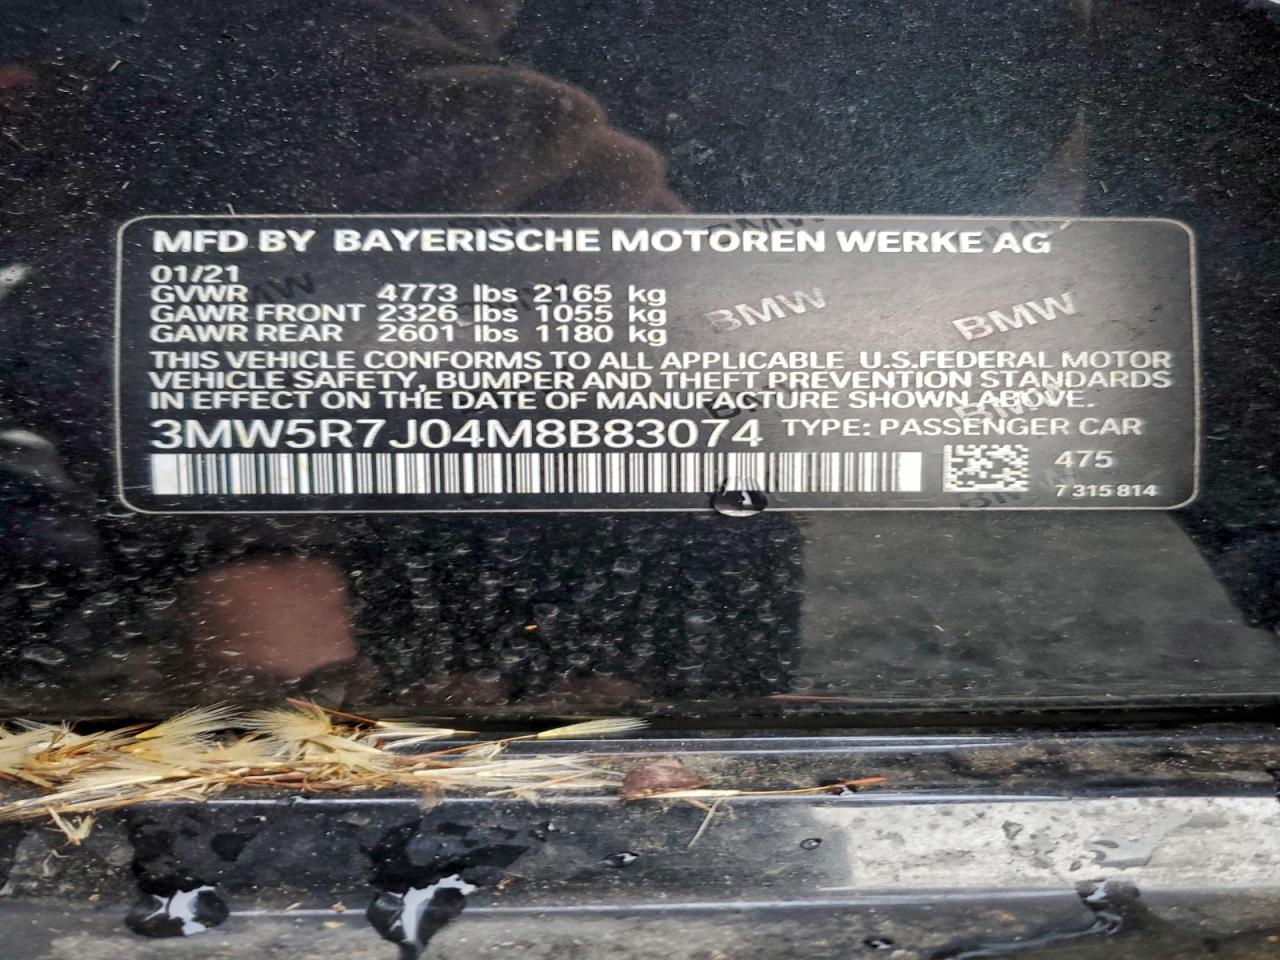 MFD BY BAYERISCHE MOTOREN WERKE AG
01/21
GVWR 4773 lbs 2165 kg
GAWR FRONT 2326 lbs 1055 kg
GAWR REAR 2601 lbs 1180 kg
THIS VEHICLE CONFORMS TO ALL APPLICABLE U.S.FEDERAL MOTOR
VEHICLE SAFETY, BUMPER AND THEFT PREVENTION STANDARDS
IN EFFECT ON THE DATE OF MANUFACTURE SHOWN ABOVE.
3MW5R7J04M8B83074 TYPE: PASSENGER CAR
475
7 315 814
BMW
BMW
BMW